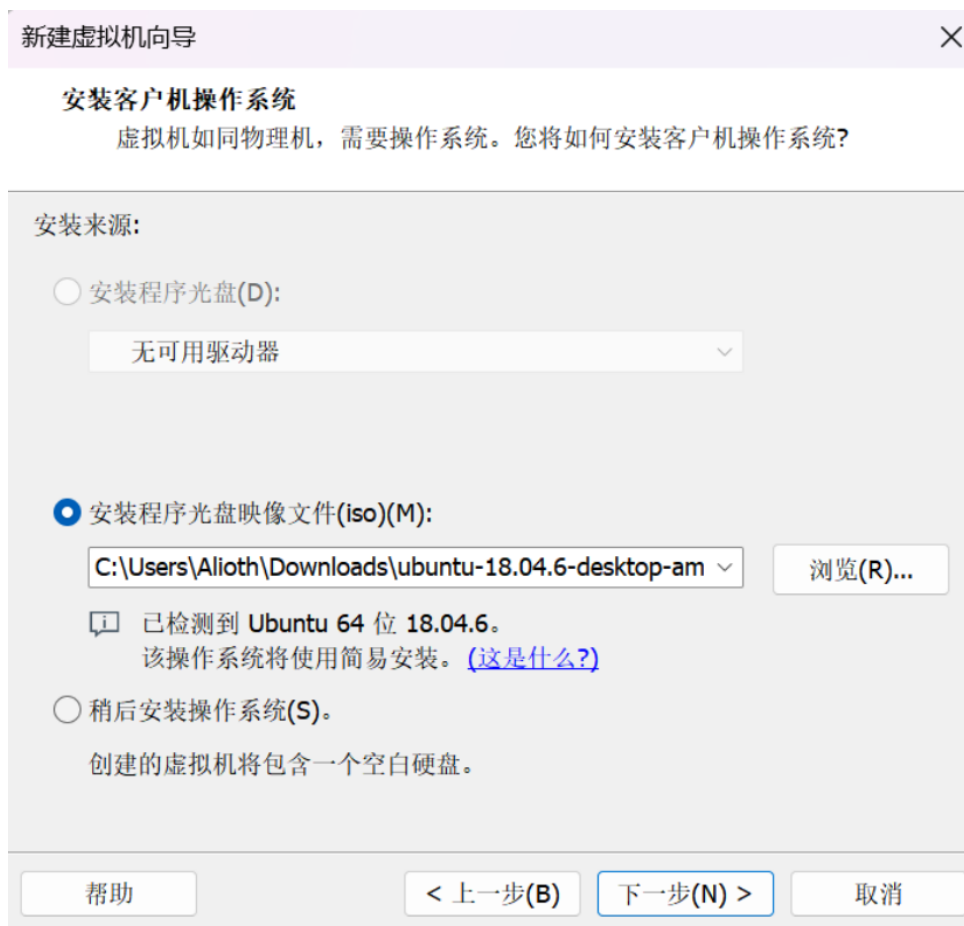 新建虚拟机向导
安装客户机操作系统
虚拟机如同物理机，需要操作系统。您将如何安装客户机操作系统?
安装来源:
安装程序光盘(D):
无可用驱动器
安装程序光盘映像文件(iso)(M):
C:\Users\Alioth\Downloads\ubuntu-18.04.6-desktop-am
浏览(R)...
已检测到 Ubuntu 64 位 18.04.6。
该操作系统将使用简易安装。(这是什么?)
稍后安装操作系统(S)。
创建的虚拟机将包含一个空白硬盘。
帮助
< 上一步(B)
下一步(N) >
取消